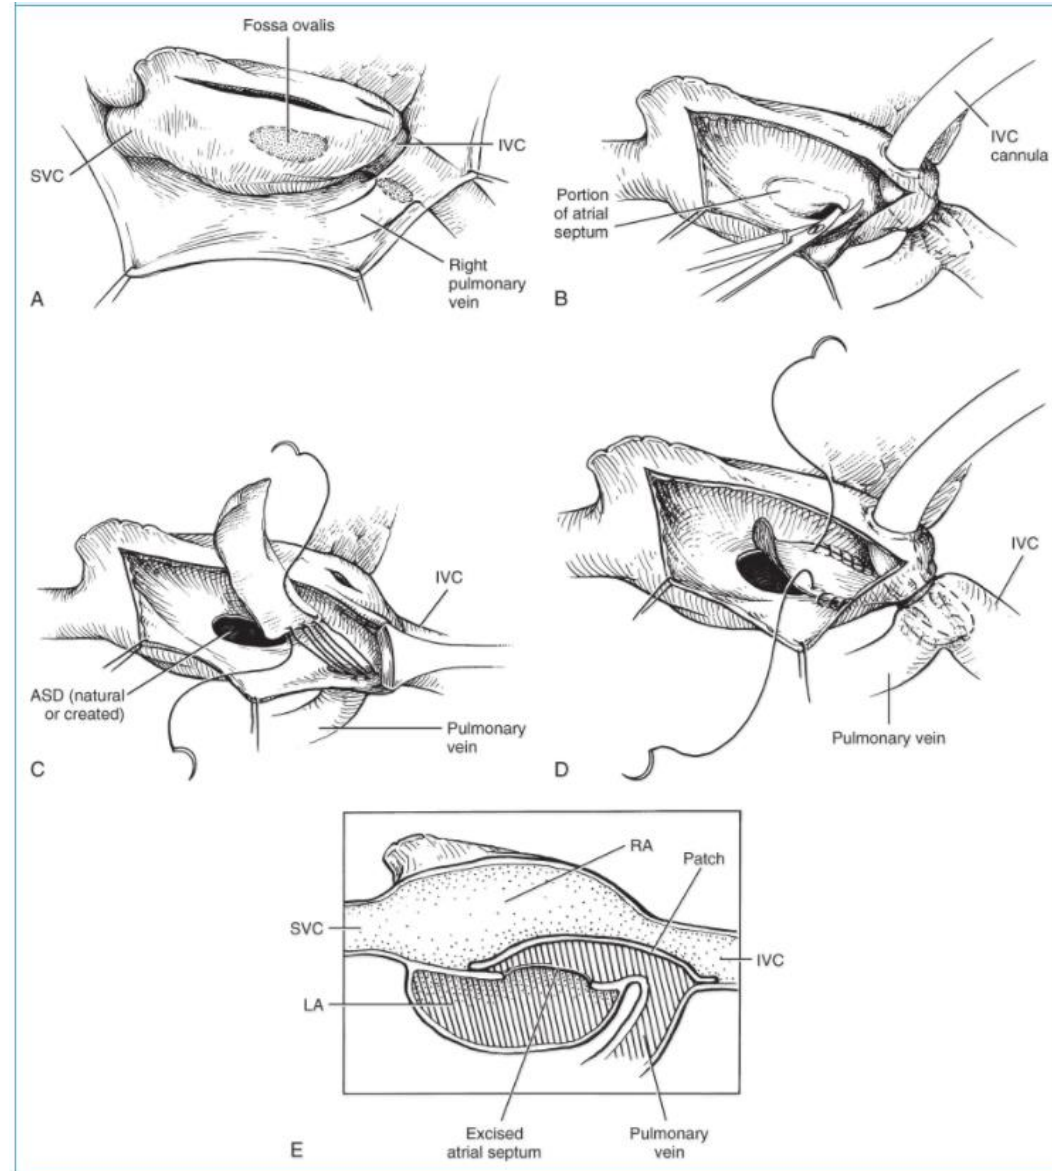 Fossa ovalis
SVC
IVC
Right
pulmonary
vein
A
IVC
cannula
Portion
of atrial
septum
B
IVC
ASD (natural
or created)
Pulmonary
vein
C
IVC
Pulmonary vein
D
RA
Patch
SVC
IVC
LA
Excised
atrial septum
Pulmonary
vein
E